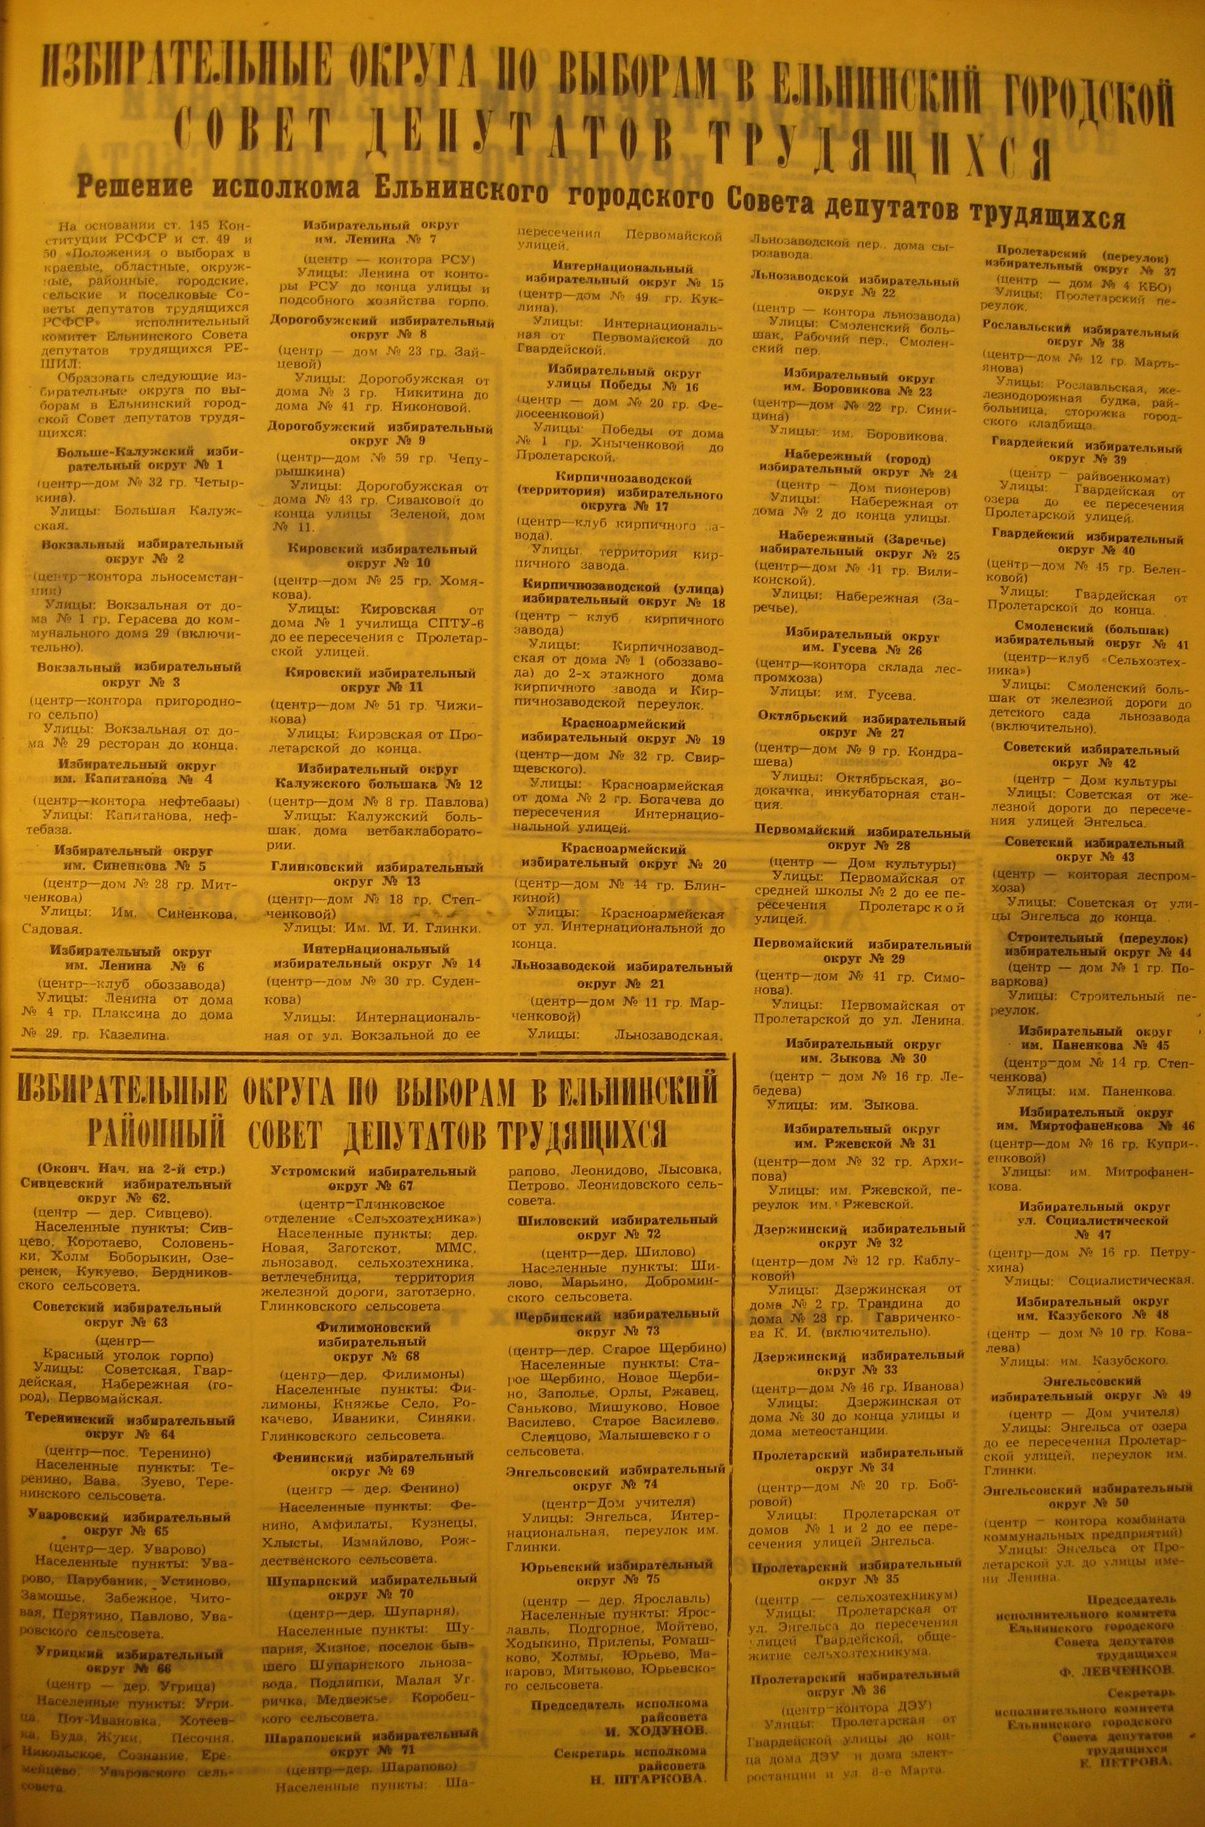 ИЗБИРАТЕЛЬНЫЕ ОКРУГА ПО ВЫБОРАМ В ЕЛЬНИНСКИЙ ГОРОДСКОЙ
СОВЕТ ДЕПУТАТОВ ТРУДЯЩИХСЯ
Решение исполкома Ельнинского городского Совета депутатов трудящихся
На основании ст. 145 Кон-
ституции РСФСР и ст. 49 и
50 «Положения о выборах в
краевые, областные, окруж-
ные, районные, городские,
сельские и поселковые Со-
веты депутатов трудящихся
РСФСР» исполнительный
комитет Ельнинского Совета
депутатов трудящихся РЕ-
ШИЛ:
Образовать следующие из-
бирательные округа по вы-
борам в Ельнинский город-
ской Совет депутатов трудя-
щихся:
Больше-Калужский изби-
рательный округ № 1
(центр—дом № 32 гр. Четыр-
кина).
Улицы: Большая Калуж-
ская.
Вокзальный избирательный
округ № 2
(центр—контора льносемстан-
ции)
Улицы: Вокзальная от до-
ма № 1 гр. Герасева до ком-
мунального дома 29 (включи-
тельно).
Вокзальный избирательный
округ № 3
(центр—контора пригородно-
го сельпо)
Улицы: Вокзальная от до-
ма № 29 ресторан до конца.
Избирательный округ
им. Капитанова № 4
(центр—контора нефтебазы)
Улицы: Капитанова, неф-
тебаза.
Избирательный округ
им. Синенкова № 5
(центр—дом № 28 гр. Мит-
ченкова)
Улицы: Им. Синенкова,
Садовая.
Избирательный округ
им. Ленина № 6
(центр—клуб обоззавода)
Улицы: Ленина от дома
№ 4 гр. Плаксина до дома
№ 29. гр. Казелина.
Избирательный округ
им. Ленина № 7
(центр — контора РСУ)
Улицы: Ленина от конто-
ры РСУ до конца улицы и
подсобного хозяйства горпо.
Дорогобужский избирательный
округ № 8
(центр — дом № 23 гр. Зай-
цевой)
Улицы: Дорогобужская от
дома № 3 гр. Никитина до
дома № 41 гр. Никоновой.
Дорогобужский избирательный
округ № 9
(центр—дом № 59 гр. Чепу-
рышкина)
Улицы: Дорогобужская от
дома № 43 гр. Сиваковой до
конца улицы Зеленой, дом
№ 11.
Кировский избирательный
округ № 10
(центр—дом № 25 гр. Хомя-
кова).
Улицы: Кировская от
дома № 1 училища СПТУ-6
до ее пересечения с Пролетар-
ской улицей.
Кировский избирательный
округ № 11
(центр—дом № 51 гр. Чижи-
кова)
Улицы: Кировская от Про-
летарской до конца.
Избирательный округ
Калужского большака № 12
(центр—дом № 8 гр. Павлова)
Улицы: Калужский боль-
шак, дома ветбаклаборато-
рии.
Глинковский избирательный
округ № 13
(центр—дом № 18 гр. Степ-
ченковой)
Улицы: Им. М. И. Глинки.
Интернациональный
избирательный округ № 14
(центр—дом № 30 гр. Суден-
кова)
Улицы: Интернациональ-
ная от ул. Вокзальной до ее
пересечения Первомайской
улицей.
Интернациональный
избирательный округ № 15
(центр—дом № 49 гр. Кук-
лина).
Улицы: Интернациональ-
ная от Первомайской до
Гвардейской.
Избирательный округ
улицы Победы № 16
(центр — дом № 20 гр. Фе-
досеенковой)
Улицы: Победы от дома
№ 1 гр. Хныченковой до
Пролетарской.
Кирпичнозаводской
(территория) избирательного
округа № 17
(центр—клуб кирпичного за-
вода).
Улицы: территория кир-
пичного завода.
Кирпичнозаводской (улица)
избирательный округ № 18
(центр — клуб кирпичного
завода)
Улицы: Кирпичнозавод-
ская от дома № 1 (обоззаво-
да) до 2-х этажного дома
кирпичного завода и Кир-
пичнозаводской переулок.
Красноармейский
избирательный округ № 19
(центр—дом № 32 гр. Свир-
щевского).
Улицы: Красноармейская
от дома № 2 гр. Богачева до
пересечения Интернацио-
нальной улицей.
Красноармейский
избирательный округ № 20
(центр—дом № 44 гр. Блин-
киной)
Улицы: Красноармейская
от ул. Интернациональной до
конца.
Льнозаводской избирательный
округ № 21
(центр—дом № 11 гр. Мар-
ченковой)
Улицы: Льнозаводская,
Льнозаводской пер., дома сы-
розавода.
Льнозаводской избирательный
округ № 22
(центр — контора льнозавода)
Улицы: Смоленский боль-
шак, Рабочий пер., Смолен-
ский пер.
Избирательный округ
им. Боровикова № 23
(центр—дом № 22 гр. Сини-
цина)
Улицы: им. Боровикова.
Набережный (город)
избирательный округ № 24
(центр — Дом пионеров)
Улицы: Набережная от
дома № 2 до конца улицы.
Набережнный (Заречье)
избирательный округ № 25
(центр—дом № 41 гр. Вили-
конской).
Улицы: Набережная (За-
речье).
Избирательный округ
им. Гусева № 26
(центр—контора склада лес-
промхоза)
Улицы: им. Гусева.
Октябрьский избирательный
округ № 27
(центр—дом № 9 гр. Кондра-
шева)
Улицы: Октябрьская, во-
докачка, инкубаторная стан-
ция.
Первомайский избирательный
округ № 28
(центр — Дом культуры)
Улицы: Первомайская от
средней школы № 2 до ее пе-
ресечения Пролетарской
улицей.
Первомайский избирательный
округ № 29
(центр—дом № 41 гр. Симо-
нова).
Улицы: Первомайская от
Пролетарской до ул. Ленина.
Избирательный округ
им. Зыкова № 30
(центр — дом № 16 гр. Ле-
бедева)
Улицы: им. Зыкова.
Избирательный округ
им. Ржевской № 31
(центр—дом № 32 гр. Архи-
пова)
Улицы: им. Ржевской, пе-
реулок им. Ржевской.
Дзержинский избирательный
округ № 32
(центр—дом № 12 гр. Каблу-
ковой)
Улицы: Дзержинская от
дома № 2 гр. Трандина до
дома № 28 гр. Гавриченко-
ва К. И. (включительно).
Дзержинский избирательный
округ № 33
(центр—дом № 46 гр. Иванова)
Улицы: Дзержинская от
дома № 30 до конца улицы и
дома метеостанции.
Пролетарский избирательный
округ № 34
(центр—дом № 20 гр. Боб-
ровой)
Улицы: Пролетарская от
домов № 1 и 2 до ее пере-
сечения улицей Энгельса.
Пролетарский избирательный
округ № 35
(центр — сельхозтехникум)
Улицы: Пролетарская от
ул. Энгельса до пересечения
улицей Гвардейской, обще-
житие сельхозтехникума.
Пролетарский избирательный
округ № 36
(центр—контора ДЭУ)
Улицы: Пролетарская от
Гвардейской улицы до кон-
ца дома ДЭУ и дома элект-
ростанции и ул 8-е Марта.
Пролетарский (переулок)
избирательный округ № 37
(центр — дом № 4 КБО)
Улицы: Пролетарский пе-
реулок.
Рославльский избирательный
округ № 38
(центр—дом № 12 гр. Марть-
янова)
Улицы: Рославльская, же-
лезнодорожная будка, рай-
больница, сторожка город-
ского кладбища.
Гвардейский избирательный
округ № 39
(центр — райвоенкомат)
Улицы: Гвардейская от
озера до ее пересечения
Пролетарской улицей.
Гвардейский избирательный
округ № 40
(центр—дом № 45 гр. Белен-
ковой)
Улицы: Гвардейская от
Пролетарской до конца.
Смоленский (большак)
избирательный округ № 41
(центр—клуб «Сельхозтех-
ника»)
Улицы: Смоленский боль-
шак от железной дороги до
детского сада льнозавода
(включительно).
Советский избирательный
округ № 42
(центр — Дом культуры
Улицы: Советская от же-
лезной дороги до пересече-
ния улицей Энгельса.
Советский избирательный
округ № 43
(центр — конторая леспром-
хоза)
Улицы: Советская от ули-
цы Энгельса до конца.
Строительный (переулок)
избирательный округ № 44
(центр — дом № 1 гр. По-
варкова)
Улицы: Строительный пе-
реулок.
Избирательный округ
им. Паненкова № 45
(центр—дом № 14 гр. Степ-
ченкова)
Улицы: им. Паненкова.
Избирательный округ
им. Миртофаненкова № 46
(центр—дом № 16 гр. Купри-
енковой)
Улицы: им. Митрофанен-
кова.
Избирательный округ
ул. Социалистической
№ 47
(центр—дом № 16 гр. Петру-
хина)
Улицы: Социалистическая.
Избирательный округ
им. Казубского № 48
(центр — дом № 10 гр. Кова-
лева)
Улицы: им. Казубского.
Энгельсовский
избирательный округ № 49
(центр — Дом учителя)
Улицы: Энгельса от озера
до ее пересечения Пролетар-
ской улицей, переулок им.
Глинки.
Энгельсовский избирательный
округ № 50
(центр — контора комбината
коммунальных предприятий)
Улицы: Энгельса от Про-
летарской ул. до улицы име-
ни Ленина.
Председатель
исполнительного комитета
Ельнинского городского
Совета депутатов
трудящихся
Ф. ЛЕВЧЕНКОВ.
Секретарь
исполнительного комитета
Ельнинского городского
Совета депутатов
трудящихся
К. ПЕТРОВА.
ИЗБИРАТЕЛЬНЫЕ ОКРУГА ПО ВЫБОРАМ В ЕЛЬНИНСКИЙ
РАЙОННЫЙ СОВЕТ ДЕПУТАТОВ ТРУДЯЩИХСЯ
(Оконч. Нач. на 2-й стр.)
Сивцевский избирательный
округ № 62.
(центр — дер. Сивцево).
Населенные пункты: Сив-
цево, Коротаево, Соловень-
ки, Холм Боборыкин, Озе-
ренск, Кукуево, Бердников-
ского сельсовета.
Советский избирательный
округ № 63
(центр—
Красный уголок горпо)
Улицы: Советская, Гвар-
дейская, Набережная (го-
род), Первомайская.
Теренинский избирательный
округ № 64
(центр—пос. Теренино)
Населенные пункты: Те-
ренино, Вава, Зуево, Тере-
нинского сельсовета.
Уваровский избирательный
округ № 65
(центр—дер. Уварово)
Населенные пункты: Ува-
рово, Парубаник, Устиново,
Замошье, Забежное, Чито-
вая, Перятино, Павлово, Ува-
ровского сельсовета.
Угрицкий избирательный
округ № 66
(центр — дер. Угрица)
Населенные пункты: Угри-
ца, Пот-Ивановка, Хотеев-
ка, Буда, Жуки, Песочня,
Никольское, Сознание, Ере-
мейцево, Уваровского сель-
совета.
Устромский избирательный
округ № 67
(центр—Глинковское
отделение «Сельхозтехника»)
Населенные пункты: дер.
Новая, Заготскот, ММС,
льнозавод, сельхозтехника,
ветлечебница, территория
железной дороги, заготзерно,
Глинковского сельсовета.
Филимоновский
избирательный
округ № 68
(центр—дер. Филимоны)
Населенные пункты: Фи-
лимоны, Княжье Село, Ро-
качево, Иваники, Синяки,
Глинковского сельсовета.
Фенинский избирательный
округ № 69
(центр — дер. Фенино)
Населенные пункты: Фе-
нино, Амфилаты, Кузнецы,
Хлысты, Измайлово, Рож-
дественского сельсовета.
Шупарнский избирательный
округ № 70
(центр—дер. Шупарня),
Населенные пункты: Шу-
парня, Хизное, поселок быв-
шего Шупарнского льноза-
вода, Подлипки, Малая Уг-
ричка, Медвежье, Коробец-
кого сельсовета.
Шараповский избирательный
округ № 71
(центр—дер. Шарапово)
Населенные пункты: Ша-
рапово, Леонидово, Лысовка,
Петрово, Леонидовского сель-
совета.
Шиловский избирательный
округ № 72
(центр—дер. Шилово)
Населенные пункты: Ши-
лово, Марьино, Добромин-
ского сельсовета.
Щербинский избирательный
округ № 73
(центр—дер. Старое Щербино)
Населенные пункты: Ста-
рое Щербино, Новое Щерби-
но, Заполье, Орлы, Ржавец,
Саньково, Мишуково, Новое
Василево, Старое Василево,
Слепцово, Малышевского
сельсовета.
Энгельсовский избирательный
округ № 74
(центр—Дом учителя)
Улицы: Энгельса, Интер-
национальная, переулок им.
Глинки.
Юрьевский избирательный
округ № 75
(центр — дер. Ярославль)
Населенные пункты: Ярос-
лавль, Подгорное, Мойтево,
Ходыкино, Прилепы, Ромаш-
ково, Холмы, Юрьево, Ма-
карово, Митьково, Юрьевско-
го сельсовета.
Председатель исполкома
райсовета
И. ХОДУНОВ.
Секретарь исполкома
райсовета
Н. ШТАРКОВА.